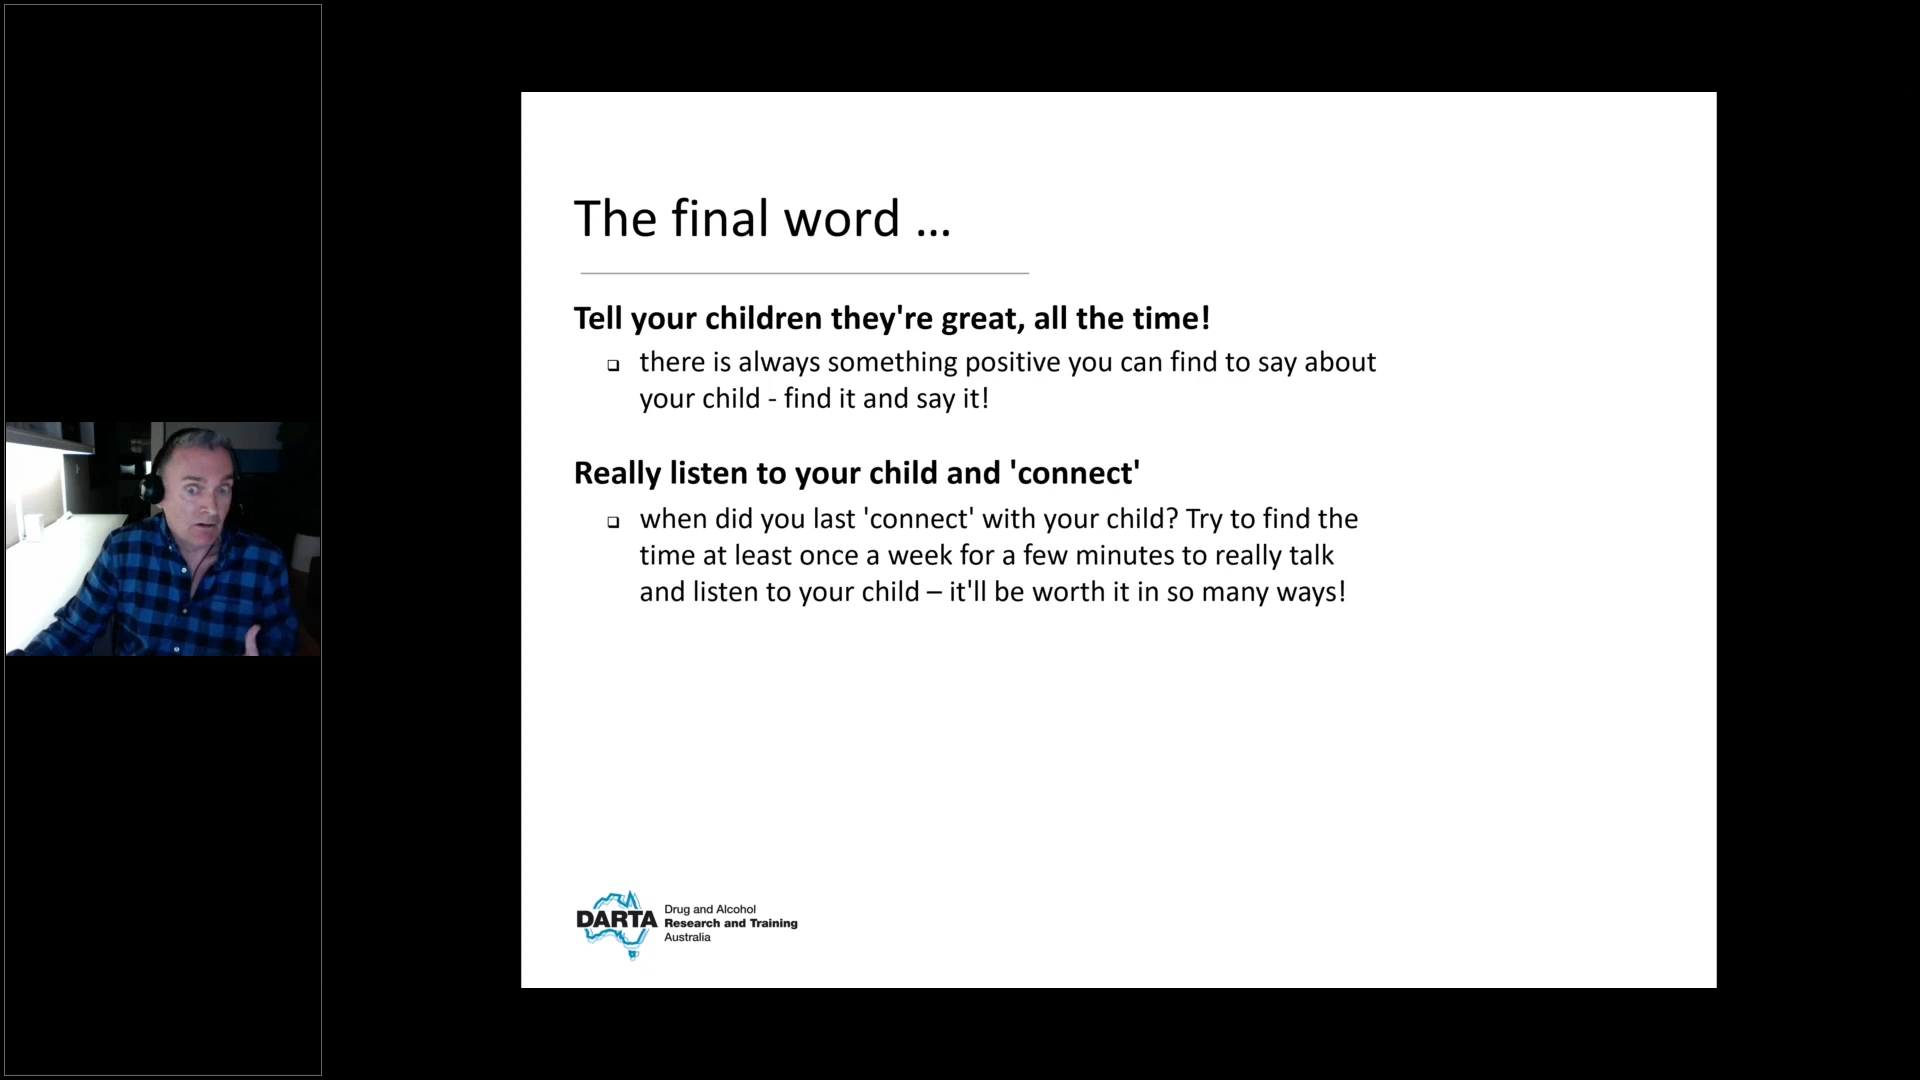 The final word ...
Tell your children they're great, all the time!
there is always something positive you can find to say about
your child - find it and say it!
Really listen to your child and 'connect'
when did you last 'connect' with your child? Try to find the
time at least once a week for a few minutes to really talk
and listen to your child – it'll be worth it in so many ways!
DARTA
Drug and Alcohol
Research and Training
Australia